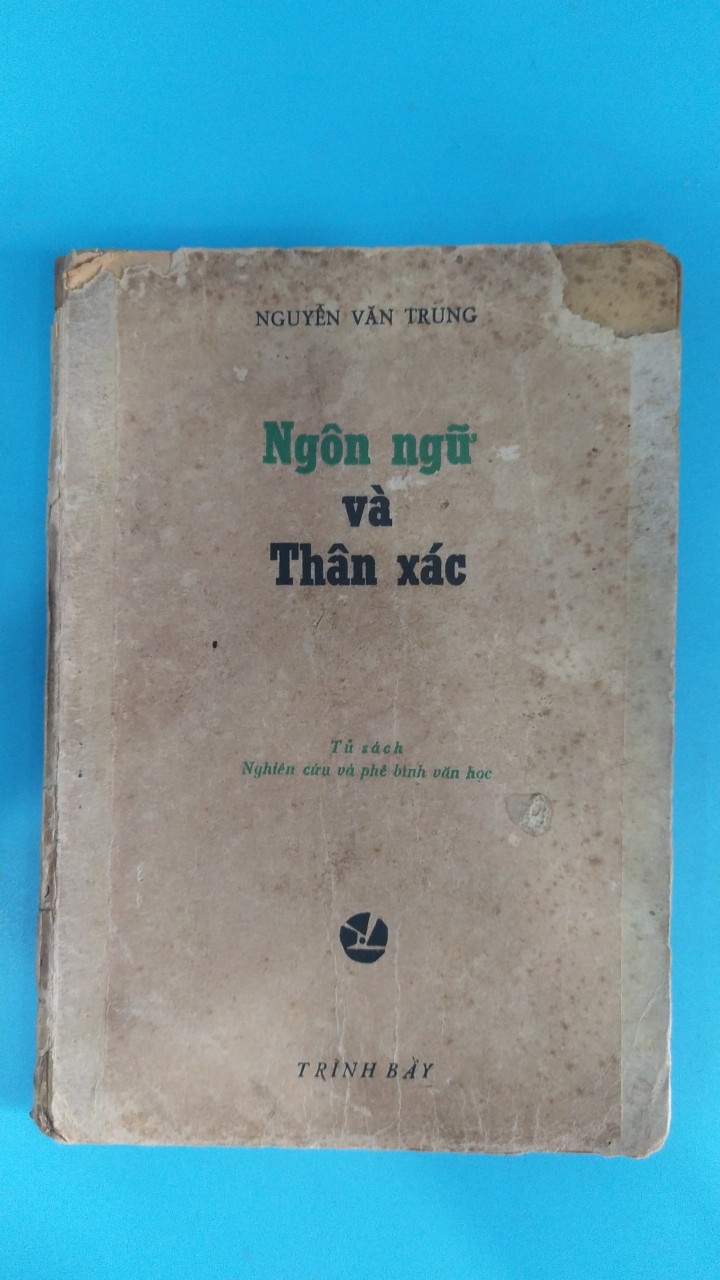 NGUYỄN VĂN TRUNG
Ngôn ngữ
và
Thân xác
Tủ sách
Nghiên cứu và phê bình văn học
TRÌNH BẦY